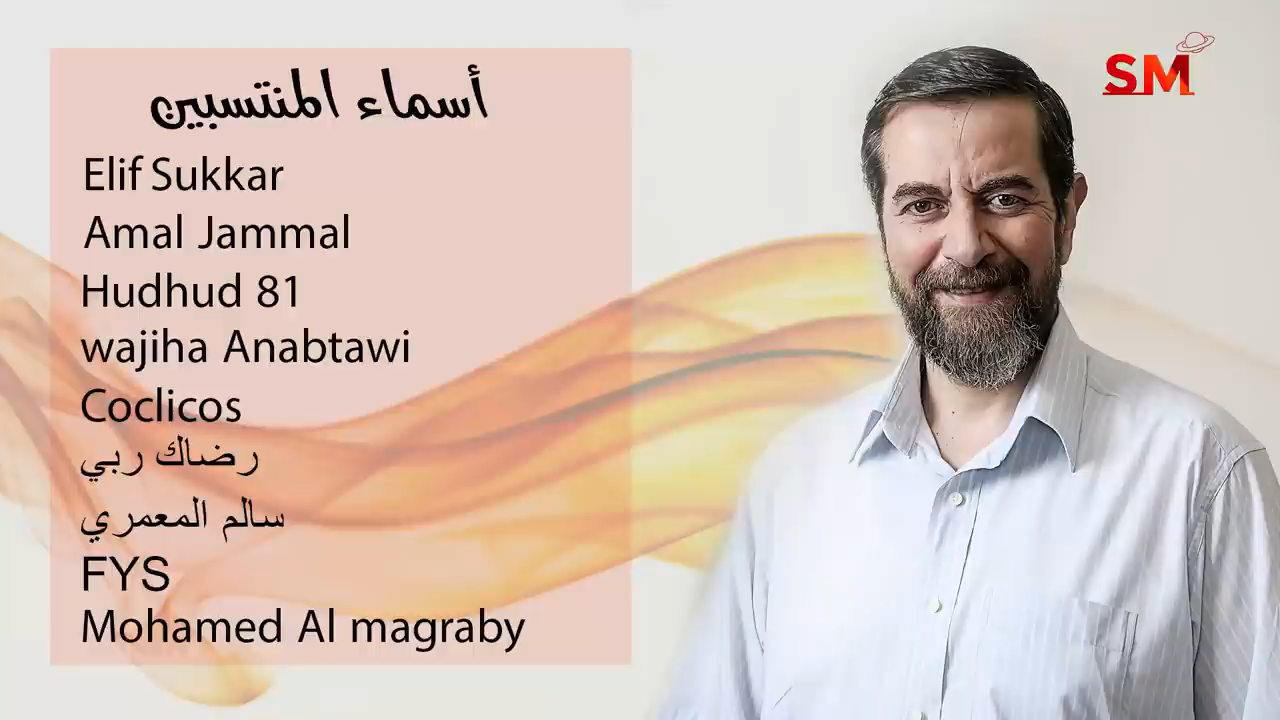 أسماء المنتسبين
Elif Sukkar
Amal Jammal
Hudhud 81
wajiha Anabtawi
Coclicos
رضاك ربي
سالم المعمري
FYS
Mohamed Al magraby
SM